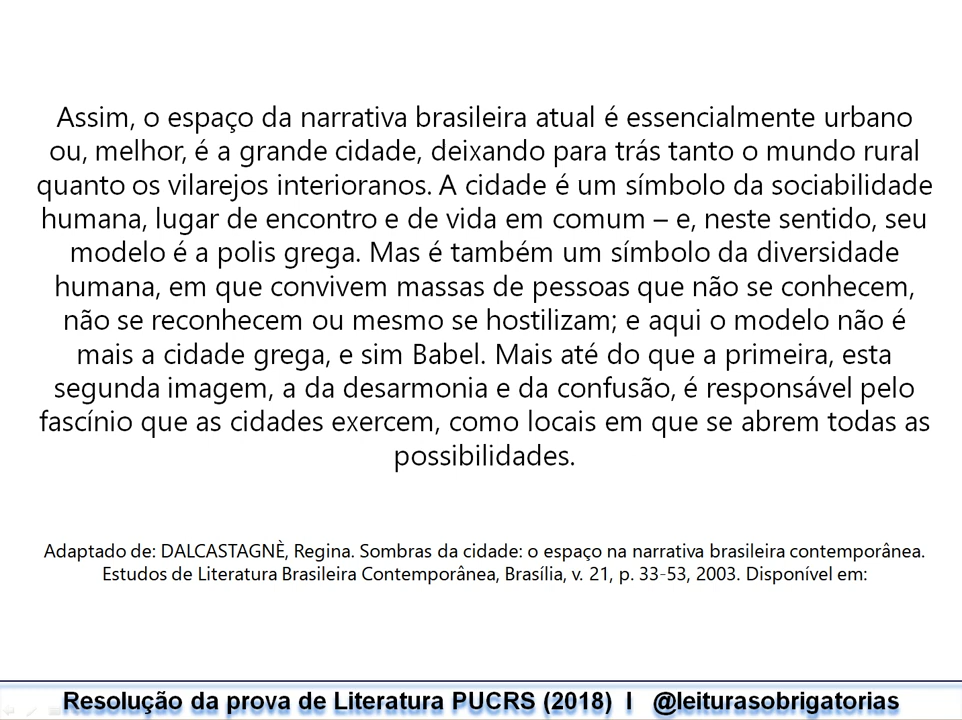 Assim, o espaço da narrativa brasileira atual é essencialmente urbano
ou, melhor, é a grande cidade, deixando para trás tanto o mundo rural
quanto os vilarejos interioranos. A cidade é um símbolo da sociabilidade
humana, lugar de encontro e de vida em comum – e, neste sentido, seu
modelo é a polis grega. Mas é também um símbolo da diversidade
humana, em que convivem massas de pessoas que não se conhecem,
não se reconhecem ou mesmo se hostilizam; e aqui o modelo não é
mais a cidade grega, e sim Babel. Mais até do que a primeira, esta
segunda imagem, a da desarmonia e da confusão, é responsável pelo
fascínio que as cidades exercem, como locais em que se abrem todas as
possibilidades.
Adaptado de: DALCASTAGNÈ, Regina. Sombras da cidade: o espaço na narrativa brasileira contemporânea.
Estudos de Literatura Brasileira Contemporânea, Brasília, v. 21, p. 33-53, 2003. Disponível em:
Resolução da prova de Literatura PUCRS (2018) I @leiturasobrigatorias